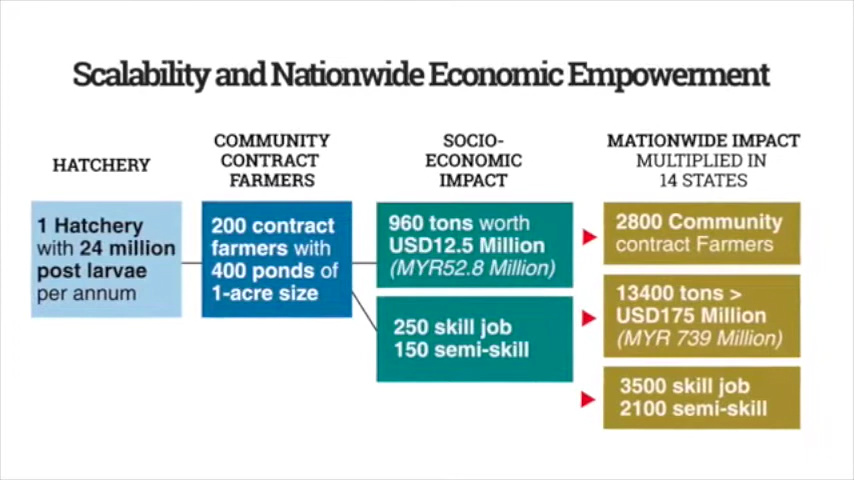 Scalability and Nationwide Economic Empowerment
HATCHERY
1 Hatchery
with 24 million
post larvae
per annum
COMMUNITY
CONTRACT
FARMERS
200 contract
farmers with
400 ponds of
1-acre size
SOCIO-
ECONOMIC
IMPACT
960 tons worth
USD12.5 Million
(MYR52.8 Million)
250 skill job
150 semi-skill
MATIONWIDE IMPACT
MULTIPLIED IN
14 STATES
2800 Community
contract Farmers
13400 tons >
USD175 Million
(MYR 739 Million)
3500 skill job
2100 semi-skill